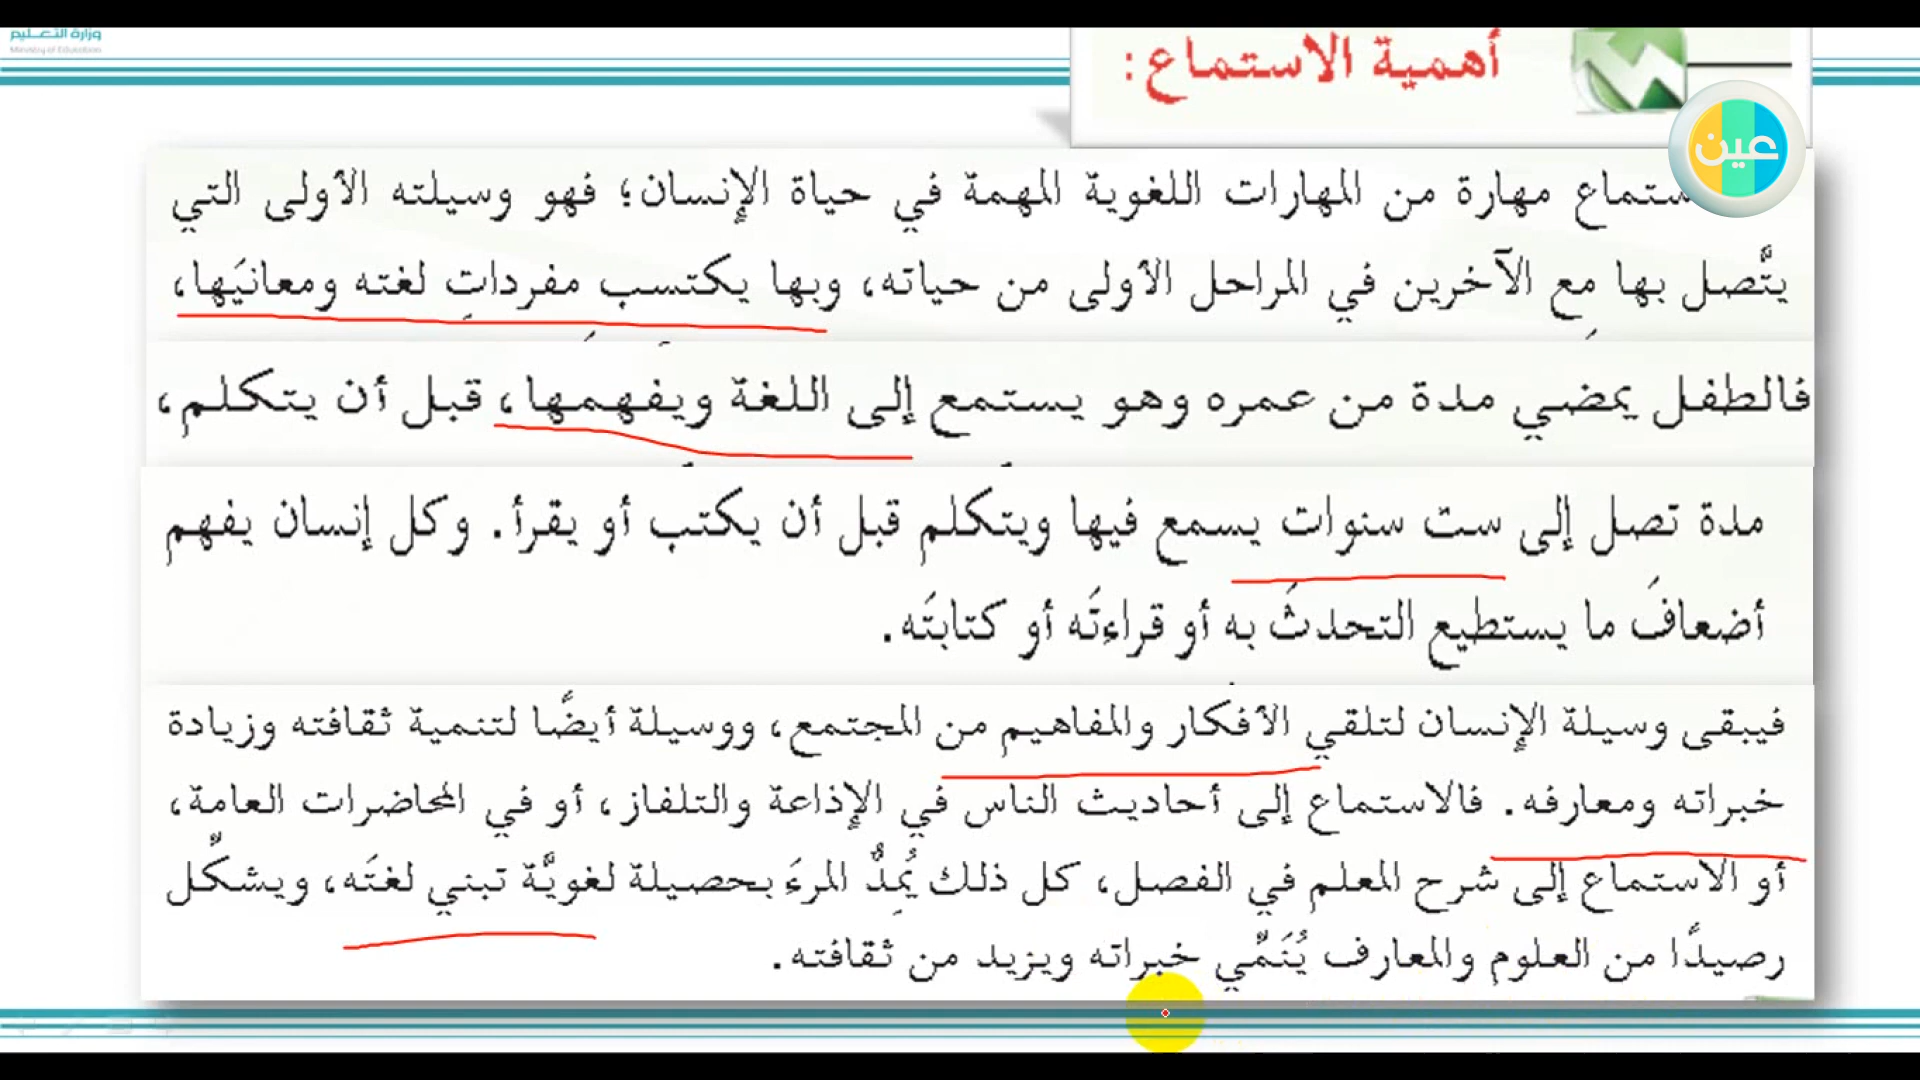 وزارة التعليم
Ministry of Education
أهمية الاستماع:
عين
ستماع مهارة من المهارات اللغوية المهمة في حياة الإنسان؛ فهو وسيلته الأولى التي
يتَّصل بها مع الآخرين في المراحل الأولى من حياته، وبها يكتسب مفرداتِ لغته ومعانيَها،
فالطفل يمضي مدة من عمره وهو يستمع إلى اللغة ويفهمها، قبل أن يتكلم،
مدة تصل إلى ست سنوات يسمع فيها ويتكلم قبل أن يكتب أو يقرأ. وكل إنسان يفهم
أضعافَ ما يستطيع التحدثَ به أو قراءتَه أو كتابتَه.
فيبقى وسيلة الإنسان لتلقي الأفكار والمفاهيم من المجتمع، ووسيلة أيضًا لتنمية ثقافته وزيادة
خبراته ومعارفه. فالاستماع إلى أحاديث الناس في الإذاعة والتلفاز، أو في المحاضرات العامة،
أو الاستماع إلى شرح المعلم في الفصل، كل ذلك يُمِدُّ المرءَ بحصيلة لغويَّة تبني لغتَه، ويشكِّل
رصيدًا من العلوم والمعارف يُنَمِّي خبراته ويزيد من ثقافته.